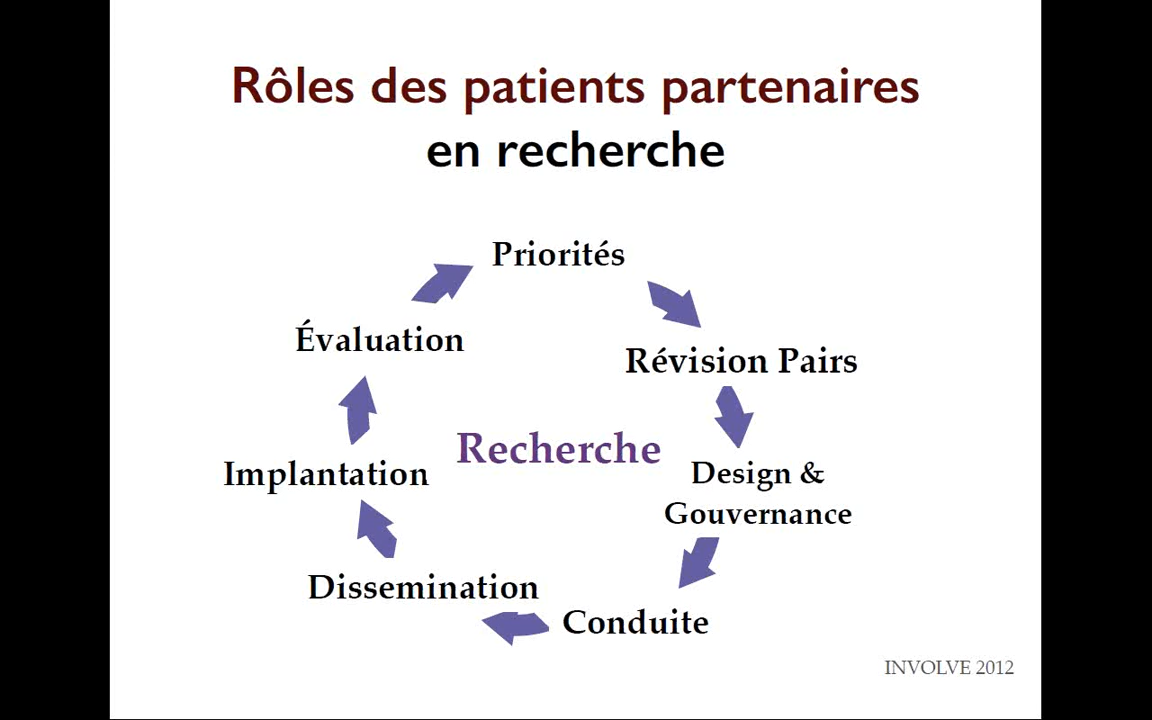 Rôles des patients partenaires
en recherche
Priorités
Révision Pairs
Design &
Gouvernance
Conduite
Dissemination
Implantation
Évaluation
Recherche
INVOLVE 2012